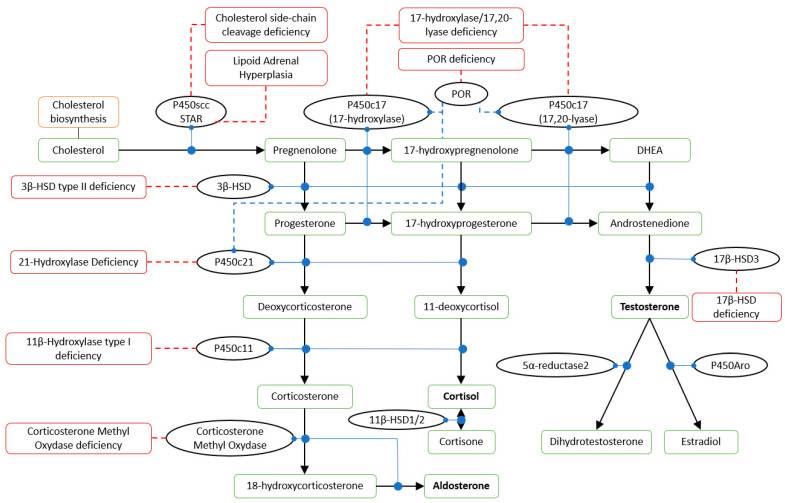 Cholesterol side-chain
cleavage deficiency
17-hydroxylase/17,20-
lyase deficiency
Lipoid Adrenal
Hyperplasia
POR deficiency
Cholesterol
biosynthesis
P450scc
STAR
P450c17
(17-hydroxylase)
POR
P450c17
(17,20-lyase)
Cholesterol
Pregnenolone
17-hydroxypregnenolone
DHEA
3β-HSD type II deficiency
3β-HSD
Progesterone
17-hydroxyprogesterone
Androstenedione
21-Hydroxylase Deficiency
P450c21
17β-HSD3
Deoxycorticosterone
11-deoxycortisol
Testosterone
17β-HSD
deficiency
11β-Hydroxylase type I
deficiency
P450c11
5α-reductase2
P450Aro
Corticosterone
Cortisol
11β-HSD1/2
Corticosterone Methyl
Oxydase deficiency
Corticosterone
Methyl Oxydase
Cortisone
Dihydrotestosterone
Estradiol
18-hydroxycorticosterone
Aldosterone